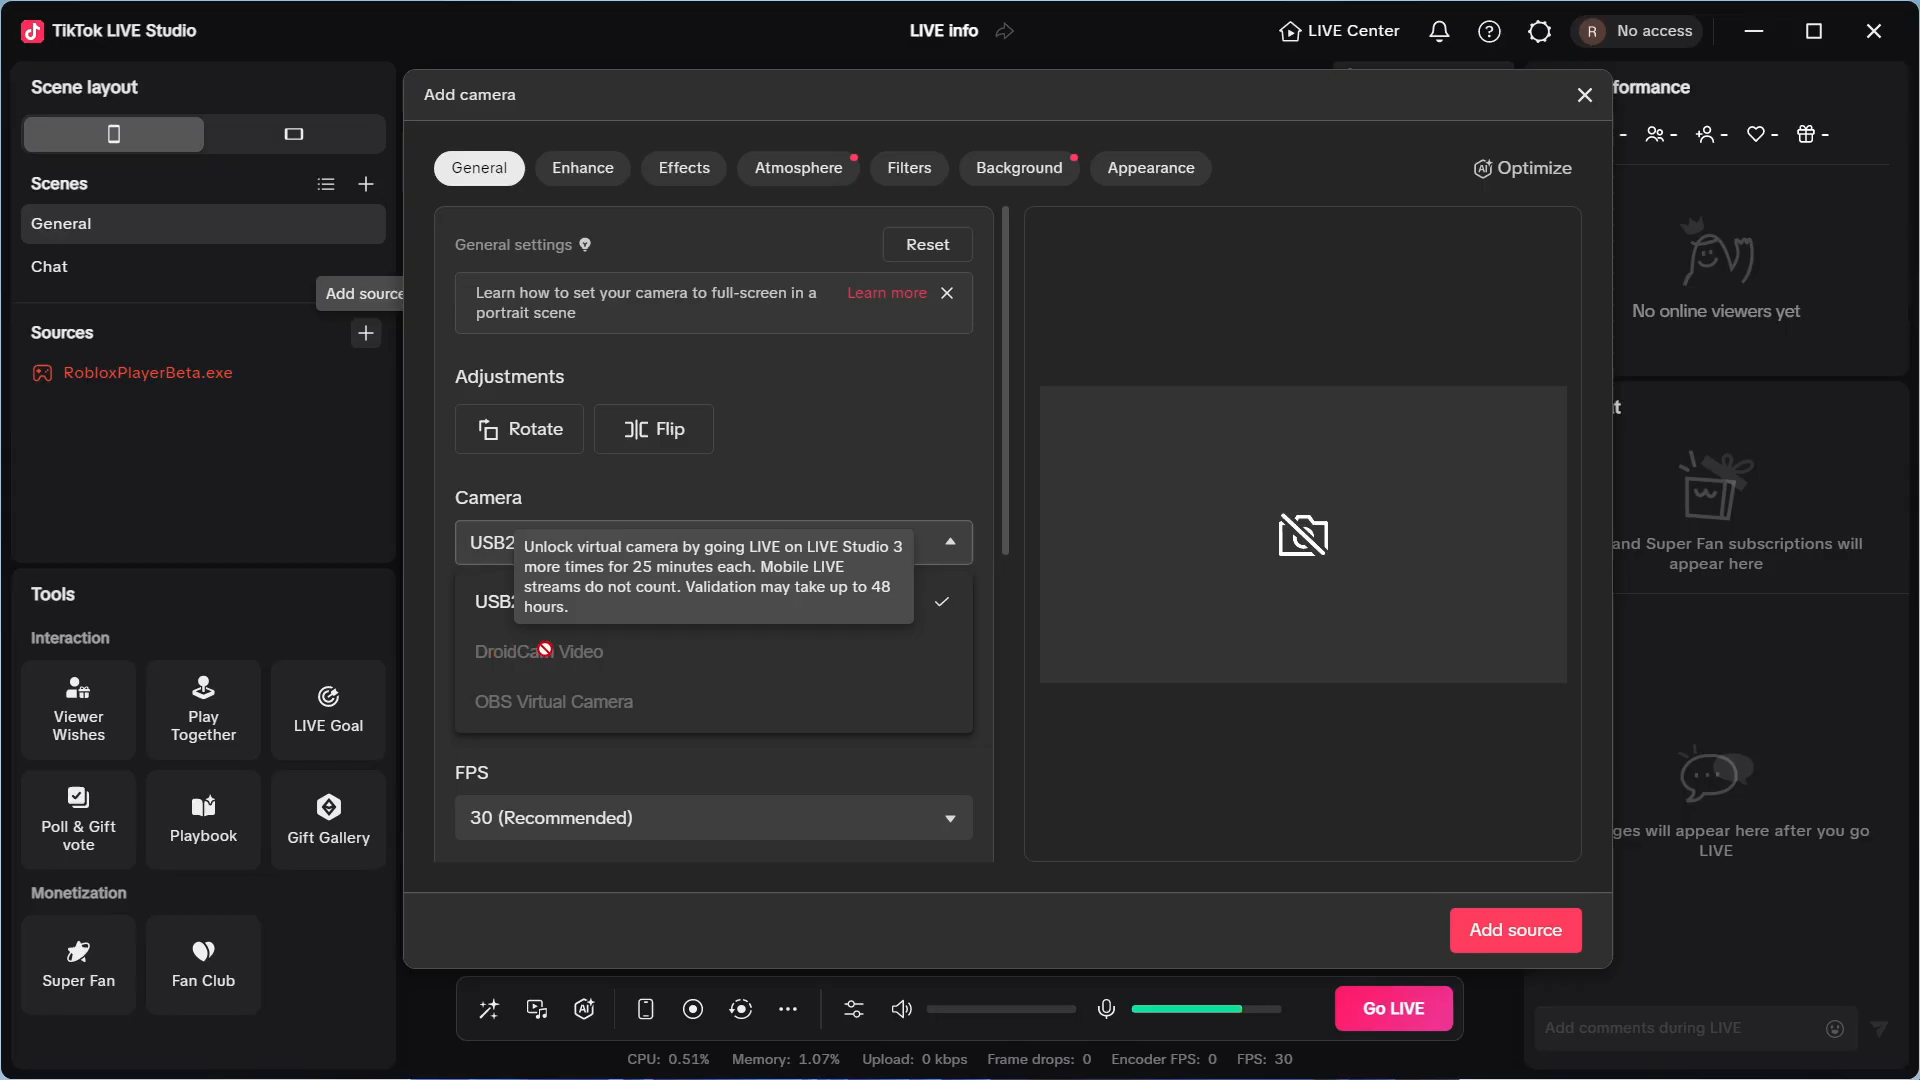 TikTok LIVE Studio
LIVE info
LIVE Center
R
No access
Scene layout
Scenes
General
Chat
Add source
Sources
RobloxPlayerBeta.exe
Tools
Interaction
Viewer
Wishes
Play
Together
LIVE Goal
Poll & Gift
vote
Playbook
Gift Gallery
Monetization
Super Fan
Fan Club
Add camera
General
Enhance
Effects
Atmosphere
Filters
Background
Appearance
AI Optimize
General settings
Reset
Learn how to set your camera to full-screen in a
portrait scene
Learn more
Adjustments
Rotate
Flip
Camera
USB2
Unlock virtual camera by going LIVE on LIVE Studio 3
more times for 25 minutes each. Mobile LIVE
streams do not count. Validation may take up to 48
hours.
USB2
DroidCam Video
OBS Virtual Camera
FPS
30 (Recommended)
Add source
formance
-
-
-
-
-
No online viewers yet
t
and Super Fan subscriptions will
appear here
ges will appear here after you go
LIVE
Add comments during LIVE
AI
Go LIVE
CPU: 0.51%
Memory: 1.07%
Upload: 0 kbps
Frame drops: 0
Encoder FPS: 0
FPS: 30